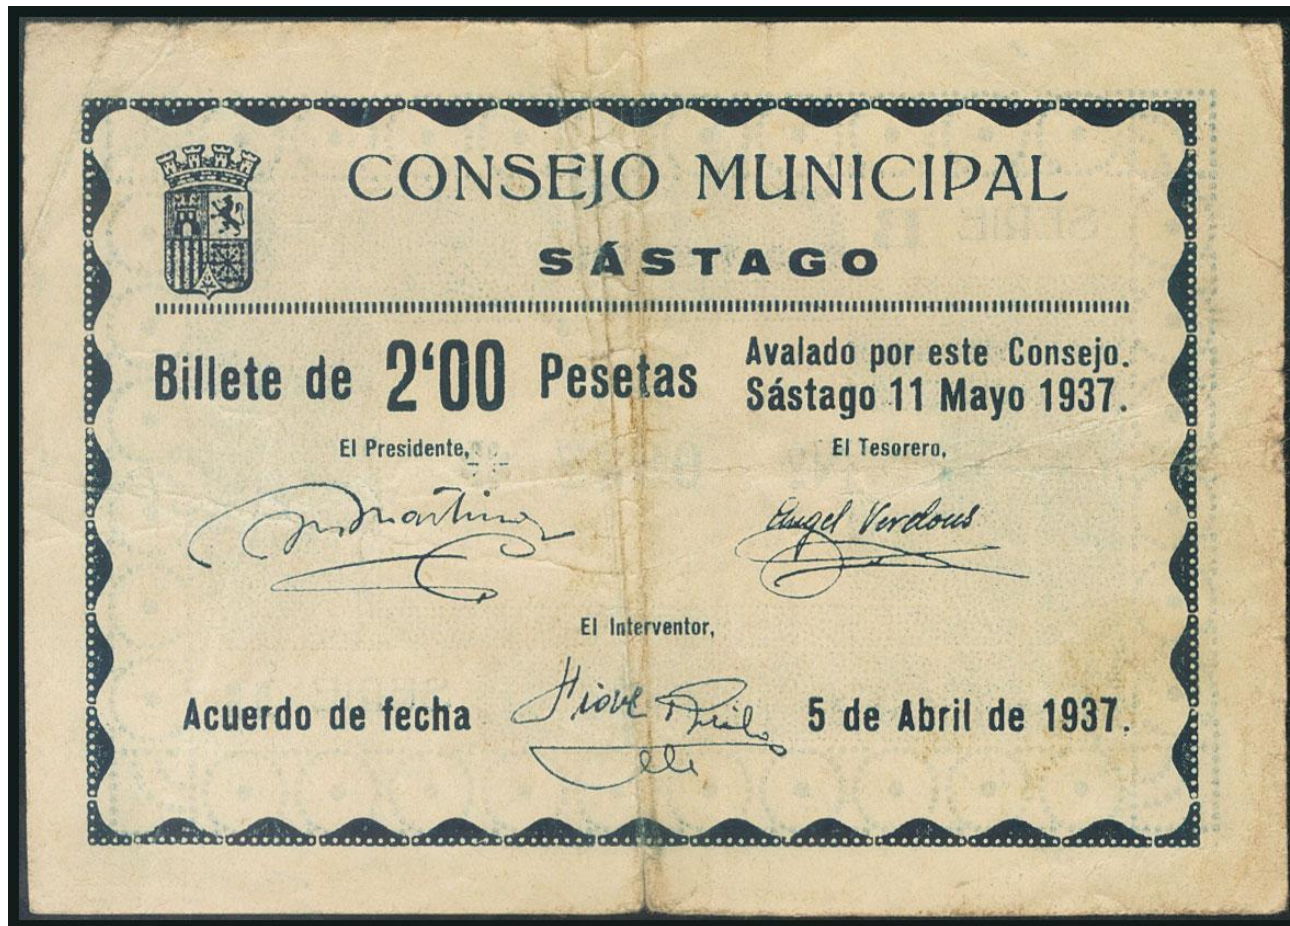 CONSEJO MUNICIPAL
SÁSTAGO
Billete de 2'00 Pesetas
Avalado por este Consejo.
Sástago 11 Mayo 1937.
El Presidente,
El Tesorero,
Angel Verdous
El Interventor,
Acuerdo de fecha 5 de Abril de 1937.